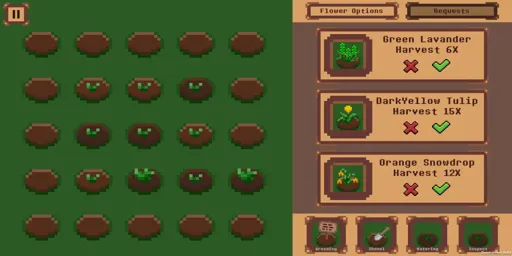 Flower Options
Requests
Green Lavander
Harvest 6X
DarkYellow Tulip
Harvest 15X
Orange Snowdrop
Harvest 12X
Shovel
Watering